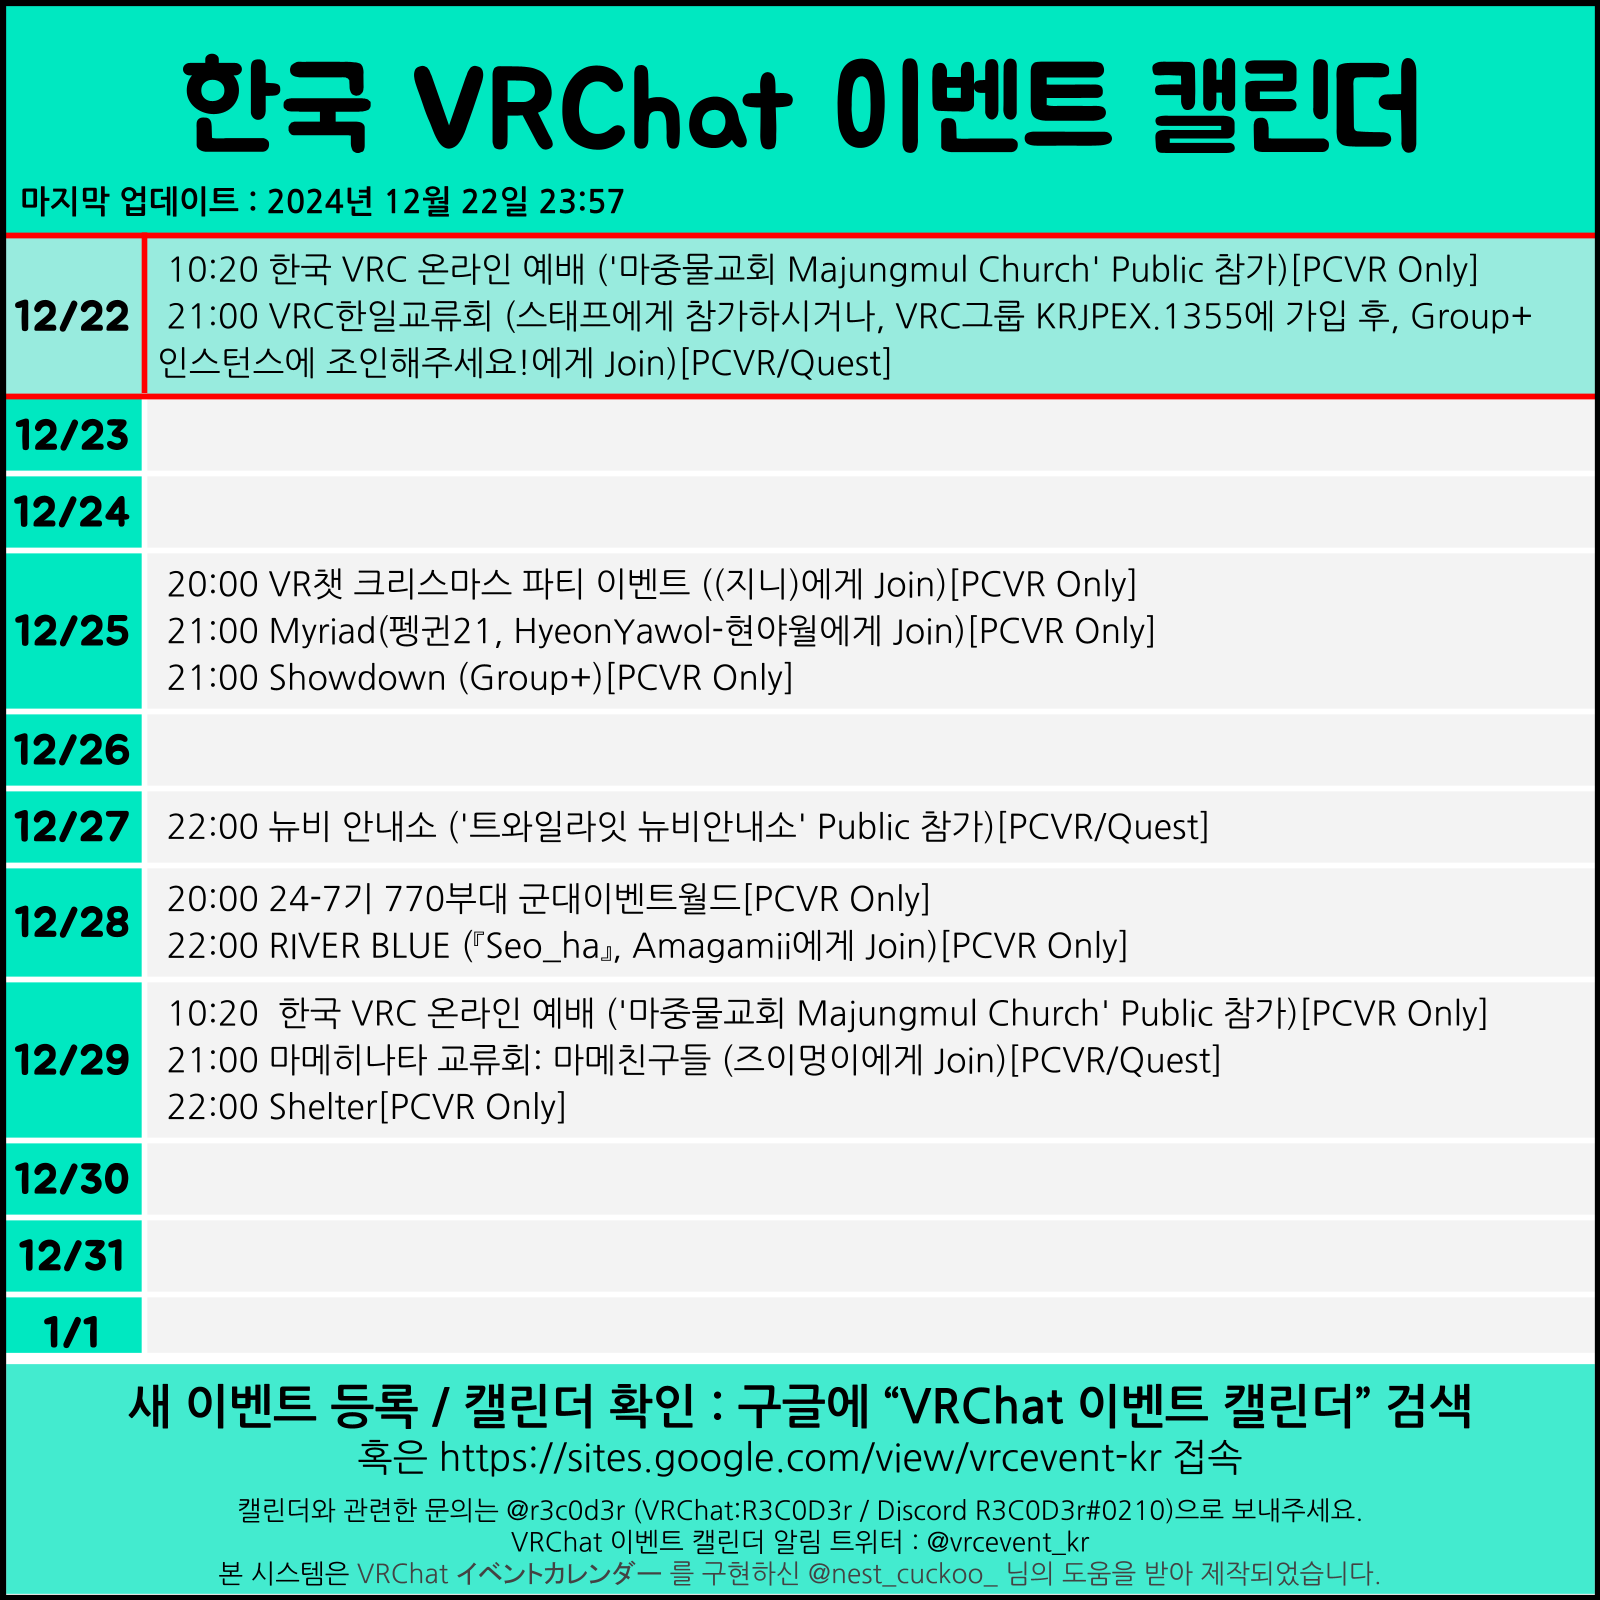 한국 VRChat 이벤트 캘린더
마지막 업데이트 : 2024년 12월 22일 23:57
12/22
10:20 한국 VRC 온라인 예배 ('마중물교회 Majungmul Church' Public 참가)[PCVR Only]
21:00 VRC한일교류회 (스태프에게 참가하시거나, VRC그룹 KRJPEX.1355에 가입 후, Group+
인스턴스에 조인해주세요!에게 Join)[PCVR/Quest]
12/23
12/24
12/25
20:00 VR챗 크리스마스 파티 이벤트 ((지니)에게 Join)[PCVR Only]
21:00 Myriad(펭귄21, HyeonYawol-현야월에게 Join)[PCVR Only]
21:00 Showdown (Group+)[PCVR Only]
12/26
12/27
22:00 뉴비 안내소 ('트와일라잇 뉴비안내소' Public 참가)[PCVR/Quest]
12/28
20:00 24-7기 770부대 군대이벤트월드[PCVR Only]
22:00 RIVER BLUE (『Seo_ha』, Amagamii에게 Join)[PCVR Only]
12/29
10:20  한국 VRC 온라인 예배 ('마중물교회 Majungmul Church' Public 참가)[PCVR Only]
21:00 마메히나타 교류회: 마메친구들 (즈이멍이에게 Join)[PCVR/Quest]
22:00 Shelter[PCVR Only]
12/30
12/31
1/1
새 이벤트 등록 / 캘린더 확인 : 구글에 “VRChat 이벤트 캘린더” 검색
혹은 https://sites.google.com/view/vrcevent-kr 접속
캘린더와 관련한 문의는 @r3c0d3r (VRChat:R3C0D3r / Discord R3C0D3r#0210)으로 보내주세요.
VRChat 이벤트 캘린더 알림 트위터 : @vrcevent_kr
본 시스템은 VRChat イベントカレンダー 를 구현하신 @nest_cuckoo_ 님의 도움을 받아 제작되었습니다.